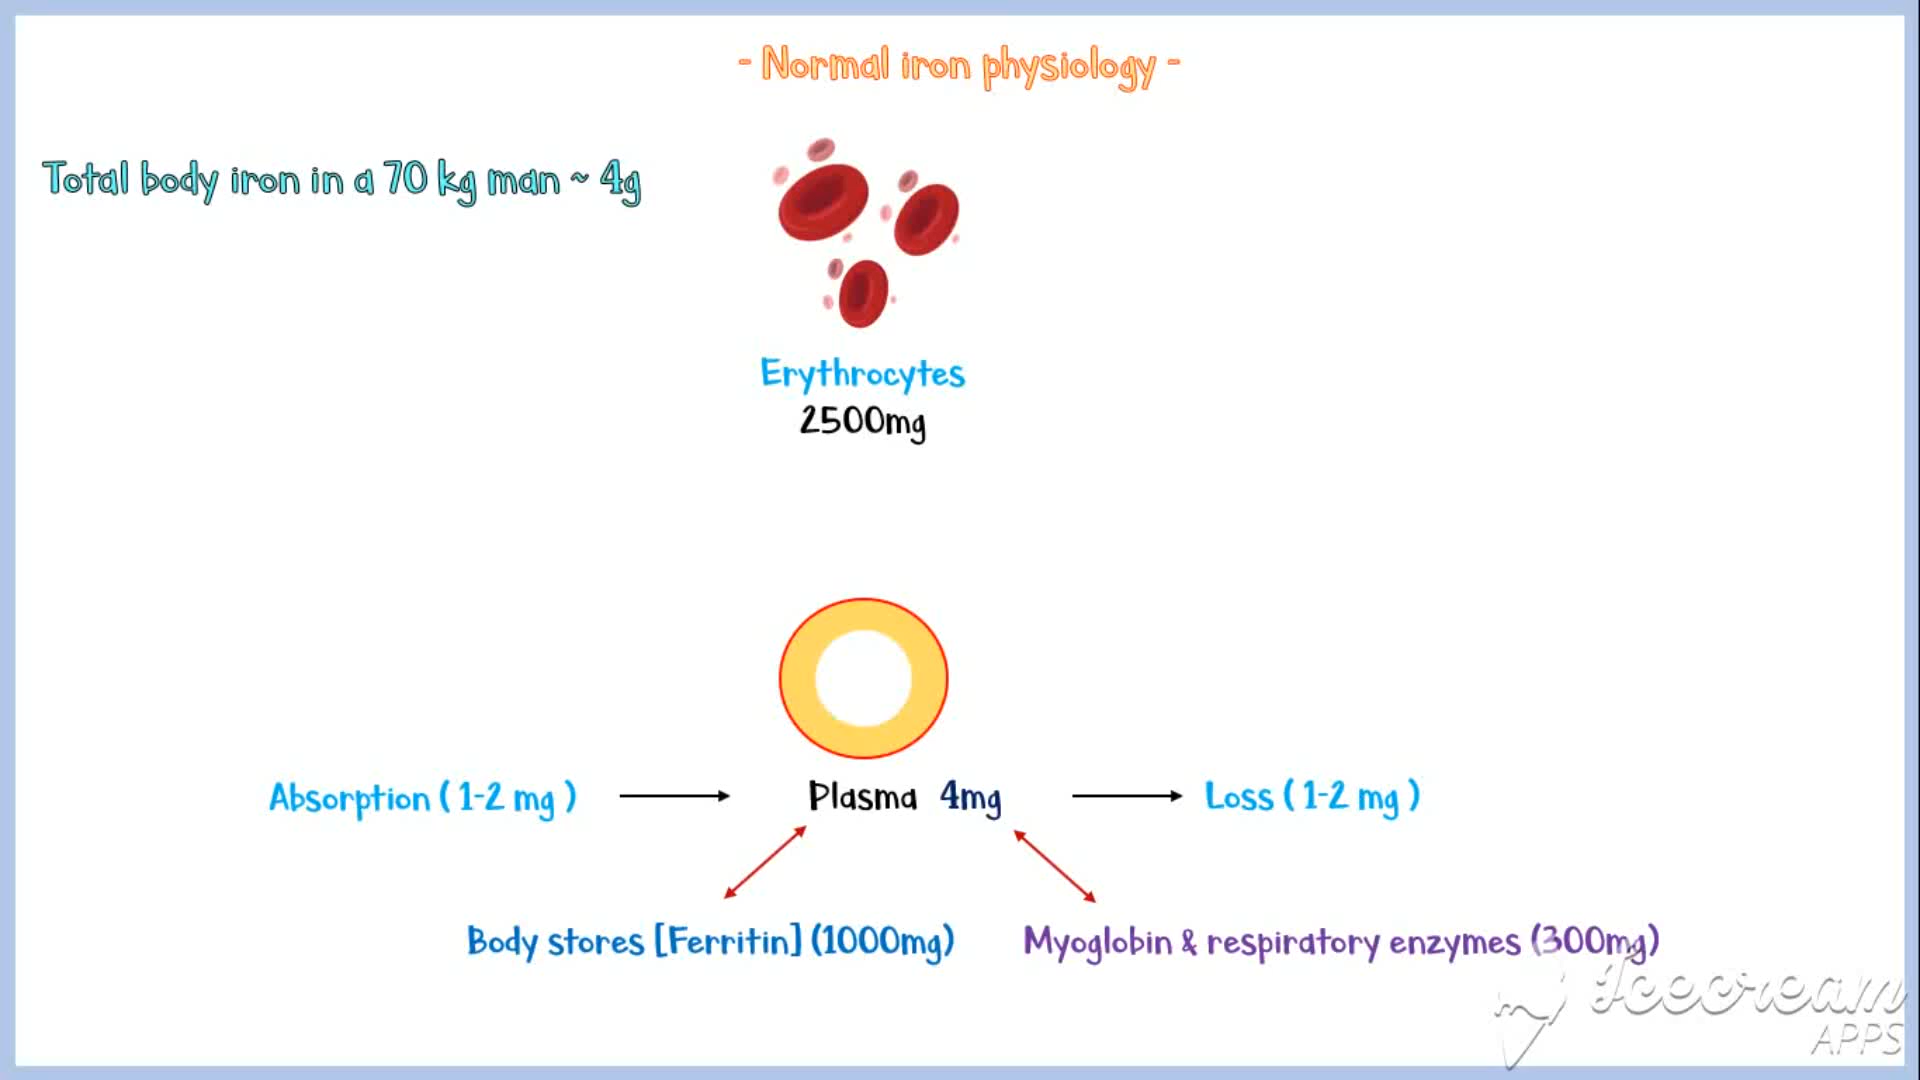 - Normal iron physiology -
Total body iron in a 70 kg man ~ 4g
Erythrocytes
2500mg
Absorption ( 1-2 mg )
Plasma 4mg
Loss ( 1-2 mg )
Body stores [Ferritin] (1000mg)
Myoglobin & respiratory enzymes (300mg)
Icecream
APPS